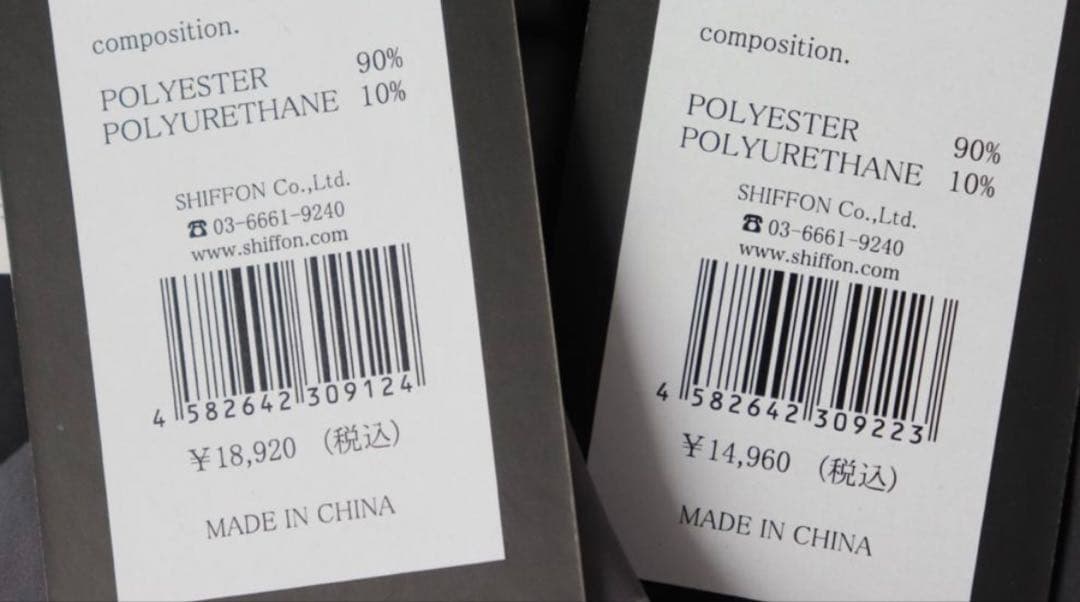 composition.
POLYESTER 90%
POLYURETHANE 10%
SHIFFON Co.,Ltd.
☎ 03-6661-9240
www.shiffon.com
4 582642 309124
¥18,920 (税込)
MADE IN CHINA
composition.
POLYESTER 90%
POLYURETHANE 10%
SHIFFON Co.,Ltd.
☎ 03-6661-9240
www.shiffon.com
4 582642 309223
¥14,960 (税込)
MADE IN CHINA